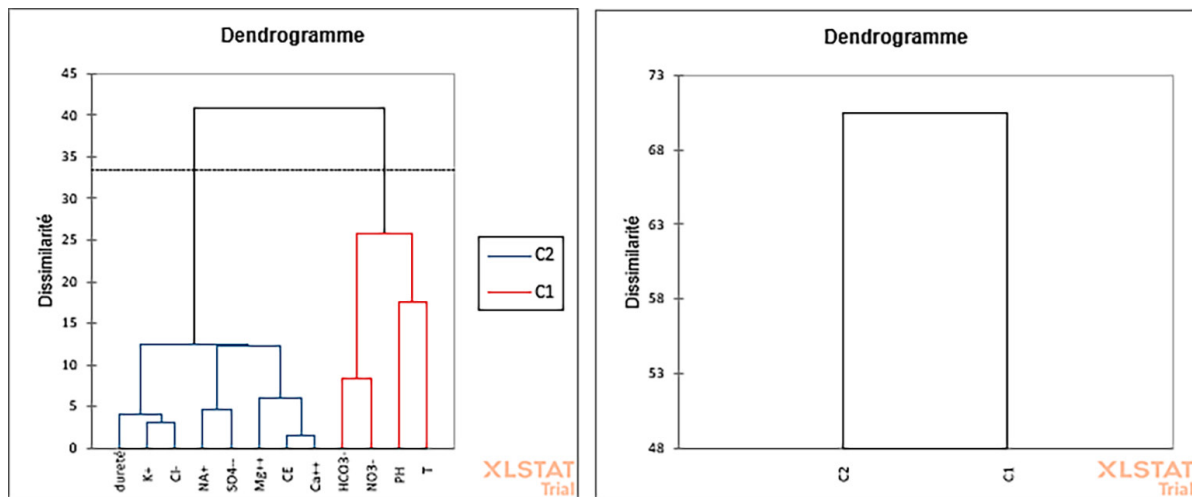 Dendrogramme
45
40
35
30
25
20
15
10
5
0
Dissimilarité
dureté
K+
Cl-
NA+
SO4--
Mg++
CE
Ca++
HCO3-
NO3-
PH
T
C2
C1
XLSTAT
Trial
Dendrogramme
73
68
63
58
53
48
Dissimilarité
C2
C1
XLSTAT
Trial